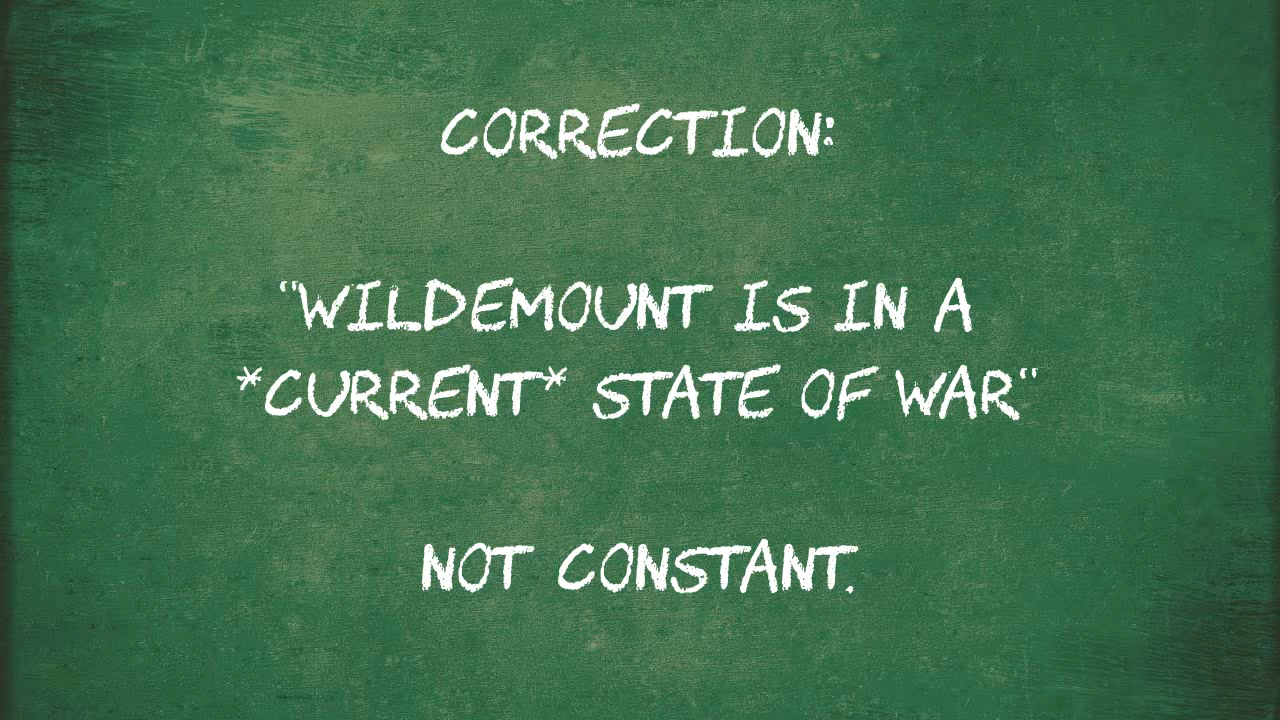 CORRECTION:
“WILDEMOUNT IS IN A
*CURRENT* STATE OF WAR“
NOT CONSTANT.